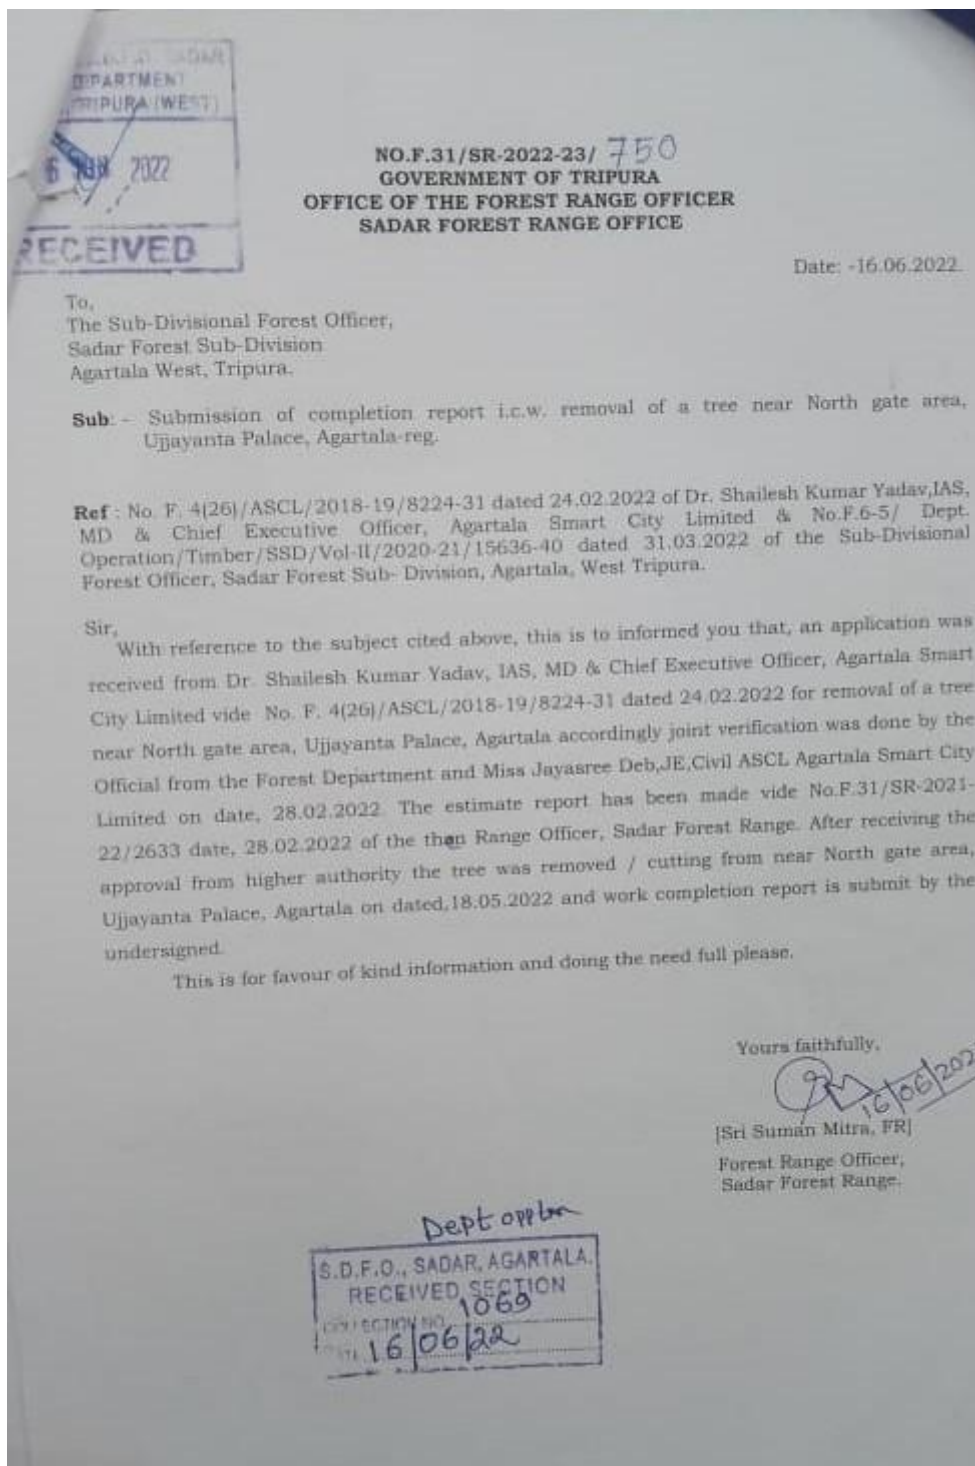 SADAR
DEPARTMENT
TRIPURA (WEST)
2022
RECEIVED
NO.F.31/SR-2022-23/ 750
GOVERNMENT OF TRIPURA
OFFICE OF THE FOREST RANGE OFFICER
SADAR FOREST RANGE OFFICE
Date: -16.06.2022.
To,
The Sub-Divisional Forest Officer,
Sadar Forest Sub-Division
Agartala West, Tripura.
Sub: - Submission of completion report i.c.w. removal of a tree near North gate area,
Ujjayanta Palace, Agartala-reg.
Ref : No. F. 4(26)/ASCL/2018-19/8224-31 dated 24.02.2022 of Dr. Shailesh Kumar Yadav,IAS,
MD & Chief Executive Officer, Agartala Smart City Limited & No.F.6-5/ Dept.
Operation/Timber/SSD/Vol-II/2020-21/15636-40 dated 31.03.2022 of the Sub-Divisional
Forest Officer, Sadar Forest Sub- Division, Agartala, West Tripura.
Sir,
With reference to the subject cited above, this is to informed you that, an application was
received from Dr. Shailesh Kumar Yadav, IAS, MD & Chief Executive Officer, Agartala Smart
City Limited vide No. F. 4(26)/ASCL/2018-19/8224-31 dated 24.02.2022 for removal of a tree
near North gate area, Ujjayanta Palace, Agartala accordingly joint verification was done by the
Official from the Forest Department and Miss Jayasree Deb,JE,Civil ASCL Agartala Smart City
Limited on date, 28.02.2022. The estimate report has been made vide No.F.31/SR-2021-
22/2633 date, 28.02.2022 of the then Range Officer, Sadar Forest Range. After receiving the
approval from higher authority the tree was removed / cutting from near North gate area,
Ujjayanta Palace, Agartala on dated,18.05.2022 and work completion report is submit by the
undersigned.
This is for favour of kind information and doing the need full please.
Yours faithfully,
16/06/202
[Sri Suman Mitra, FR]
Forest Range Officer,
Sadar Forest Range.
Dept
S.D.F.O., SADAR, AGARTALA.
RECEIVED SECTION
COLLECTION NO. 1069
DATE 16/06/22